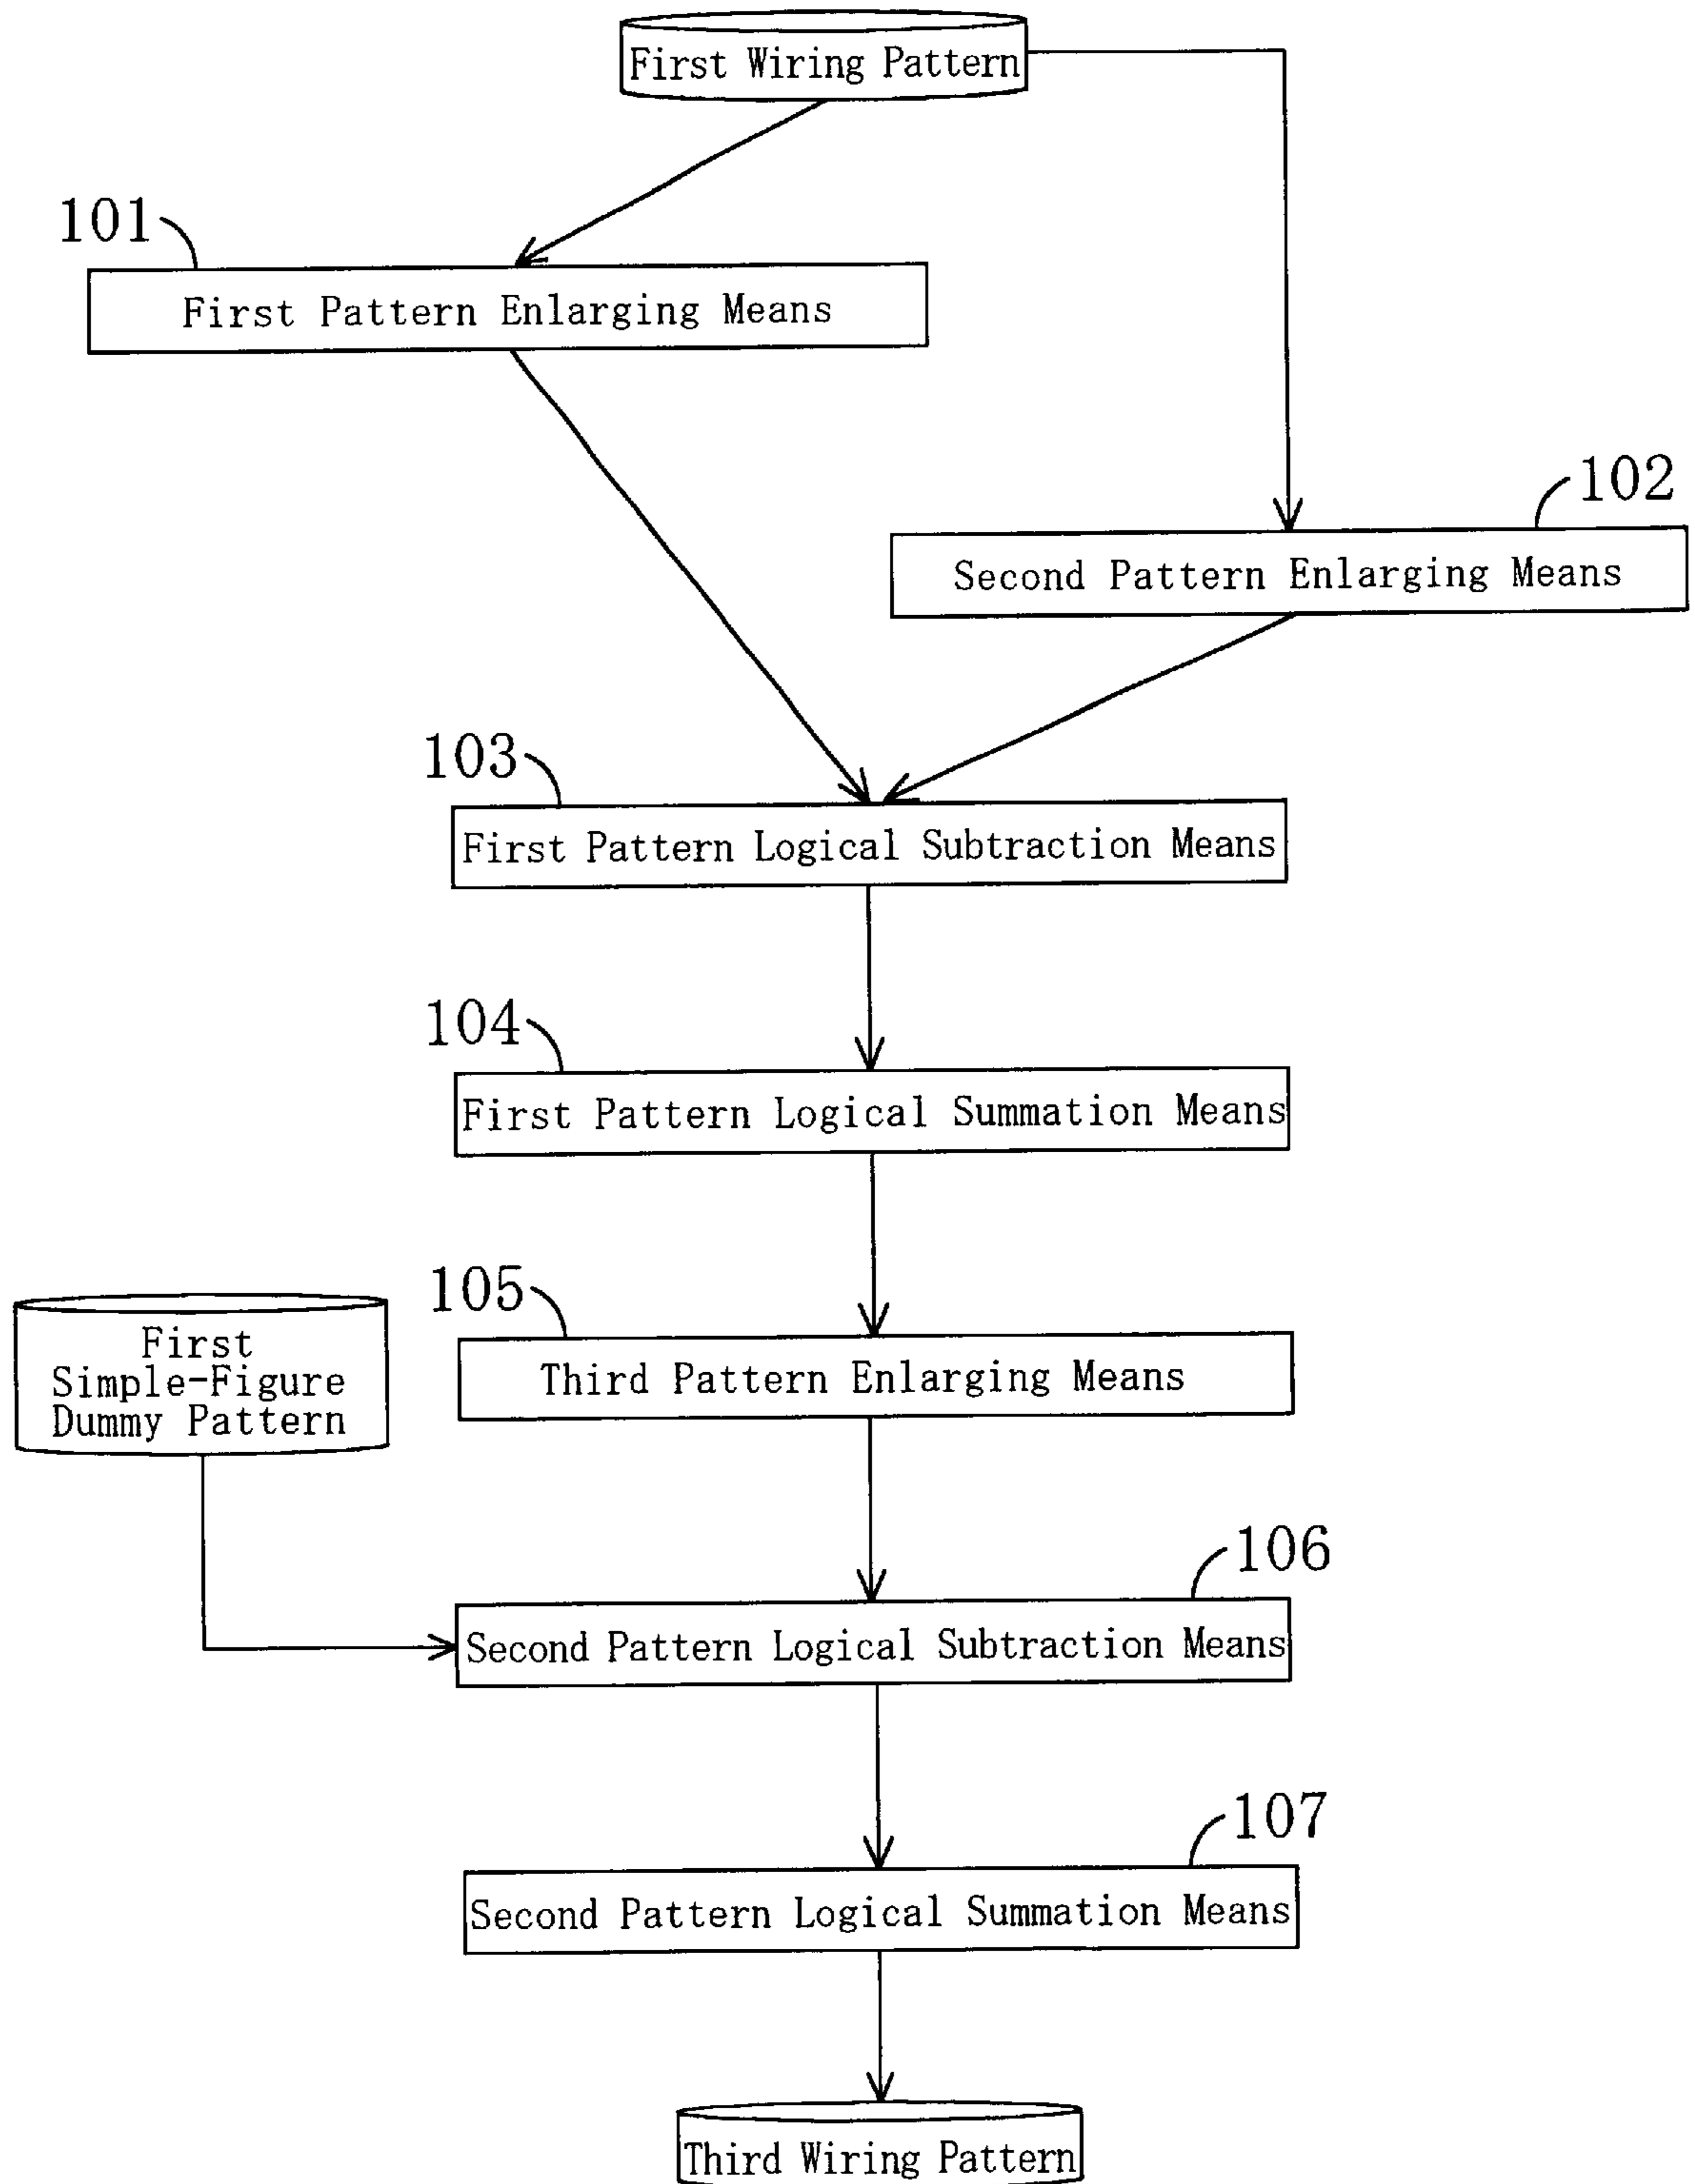 First Wiring Pattern
101
First Pattern Enlarging Means
102
Second Pattern Enlarging Means
103
First Pattern Logical Subtraction Means
104
First Pattern Logical Summation Means
105
First
Simple-Figure
Dummy Pattern
Third Pattern Enlarging Means
106
Second Pattern Logical Subtraction Means
107
Second Pattern Logical Summation Means
Third Wiring Pattern